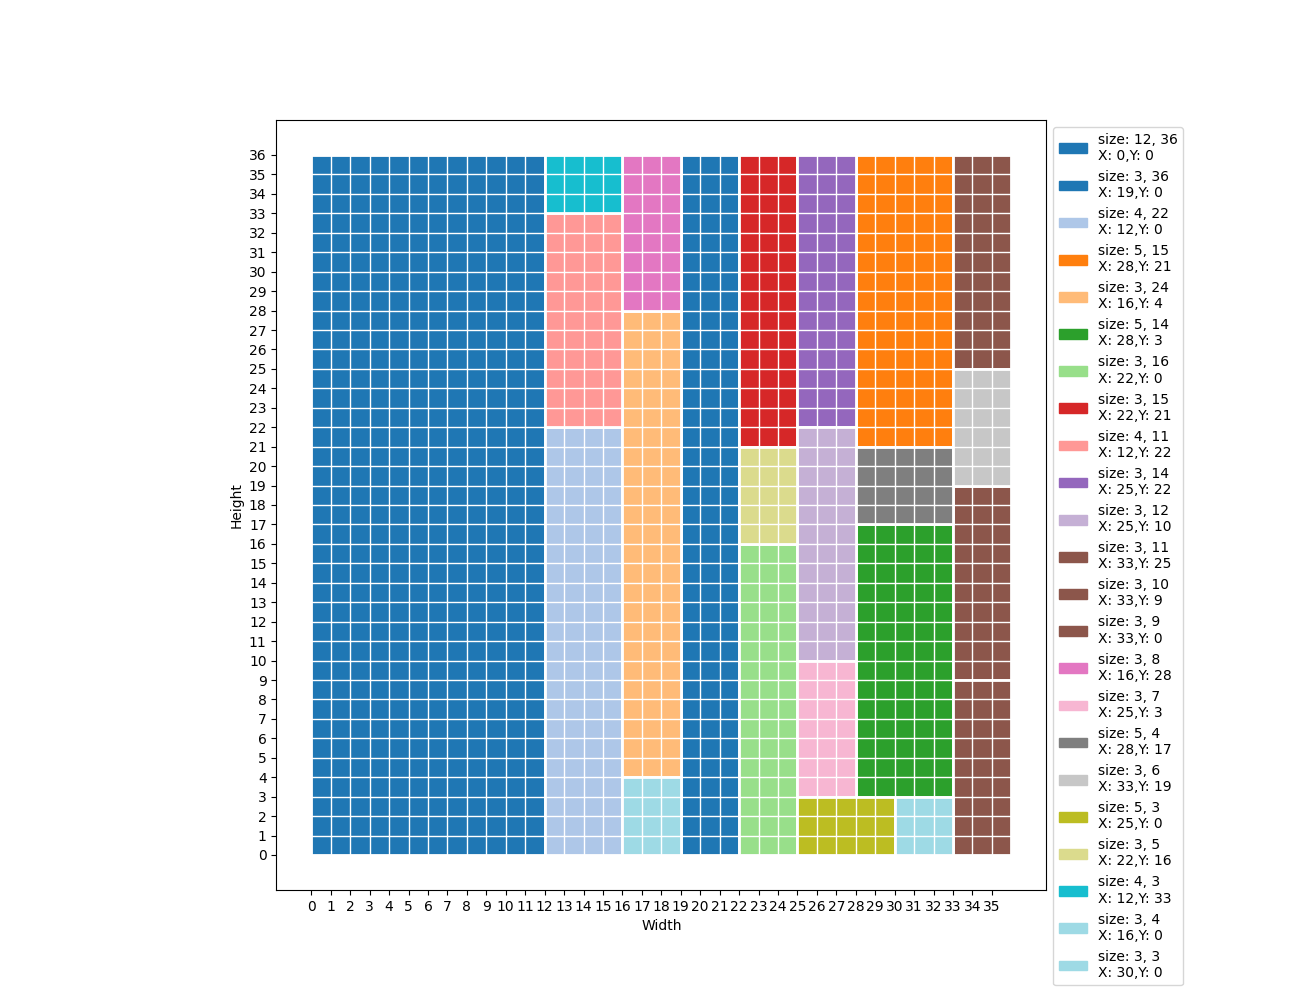 36
35
34
33
32
31
30
29
28
27
26
25
24
23
22
21
20
19
18
17
16
15
14
13
12
11
10
9
8
7
6
5
4
3
2
1
0
Height
0 1 2 3 4 5 6 7 8 9 10 11 12 13 14 15 16 17 18 19 20 21 22 23 24 25 26 27 28 29 30 31 32 33 34 35
Width
size: 12, 36
X: 0,Y: 0
size: 3, 36
X: 19,Y: 0
size: 4, 22
X: 12,Y: 0
size: 5, 15
X: 28,Y: 21
size: 3, 24
X: 16,Y: 4
size: 5, 14
X: 28,Y: 3
size: 3, 16
X: 22,Y: 0
size: 3, 15
X: 22,Y: 21
size: 4, 11
X: 12,Y: 22
size: 3, 14
X: 25,Y: 22
size: 3, 12
X: 25,Y: 10
size: 3, 11
X: 33,Y: 25
size: 3, 10
X: 33,Y: 9
size: 3, 9
X: 33,Y: 0
size: 3, 8
X: 16,Y: 28
size: 3, 7
X: 25,Y: 3
size: 5, 4
X: 28,Y: 17
size: 3, 6
X: 33,Y: 19
size: 5, 3
X: 25,Y: 0
size: 3, 5
X: 22,Y: 16
size: 4, 3
X: 12,Y: 33
size: 3, 4
X: 16,Y: 0
size: 3, 3
X: 30,Y: 0